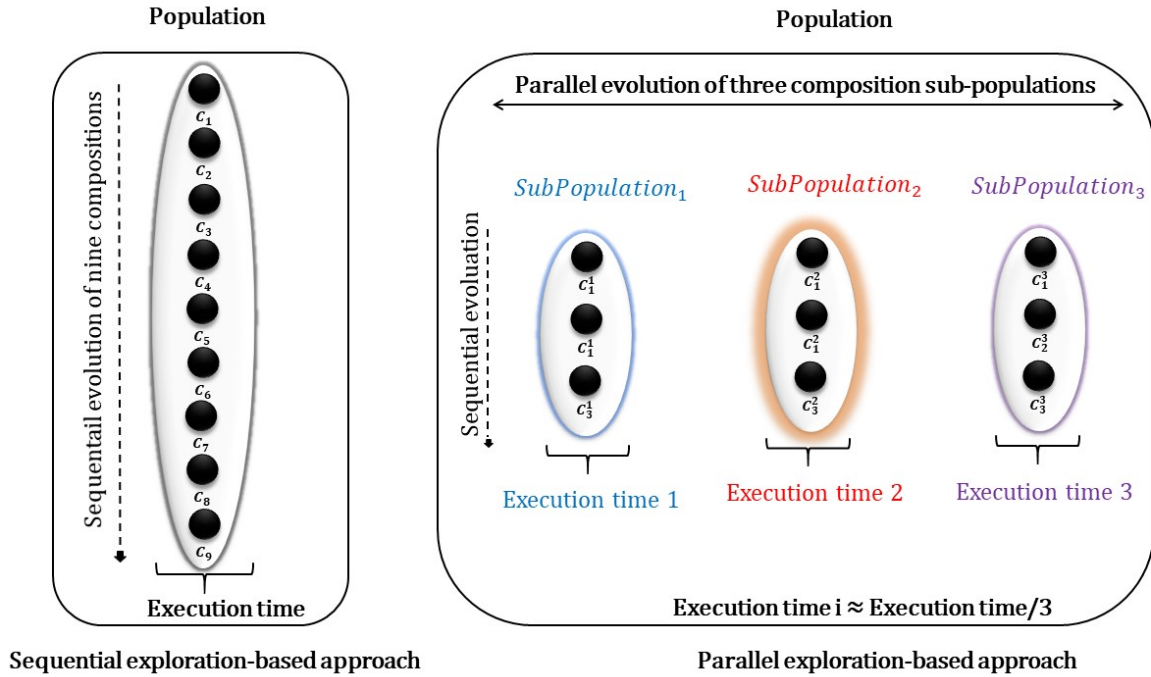 Population
Sequentail evolution of nine compositions
C₁
C₂
C₃
C₄
C₅
C₆
C₇
C₈
C₉
Execution time
Sequential exploration-based approach
Population
Parallel evolution of three composition sub-populations
Sequential evoluation
SubPopulation₁
C₁¹
C₁¹
C₃¹
Execution time 1
SubPopulation₂
C₁²
C₁²
C₃²
Execution time 2
SubPopulation₃
C₁³
C₂³
C₃³
Execution time 3
Execution time i ≈ Execution time/3
Parallel exploration-based approach